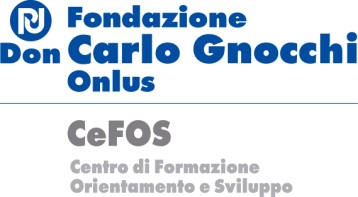 Fondazione
Don Carlo Gnocchi
Onlus
CeFOS
Centro di Formazione
Orientamento e Sviluppo